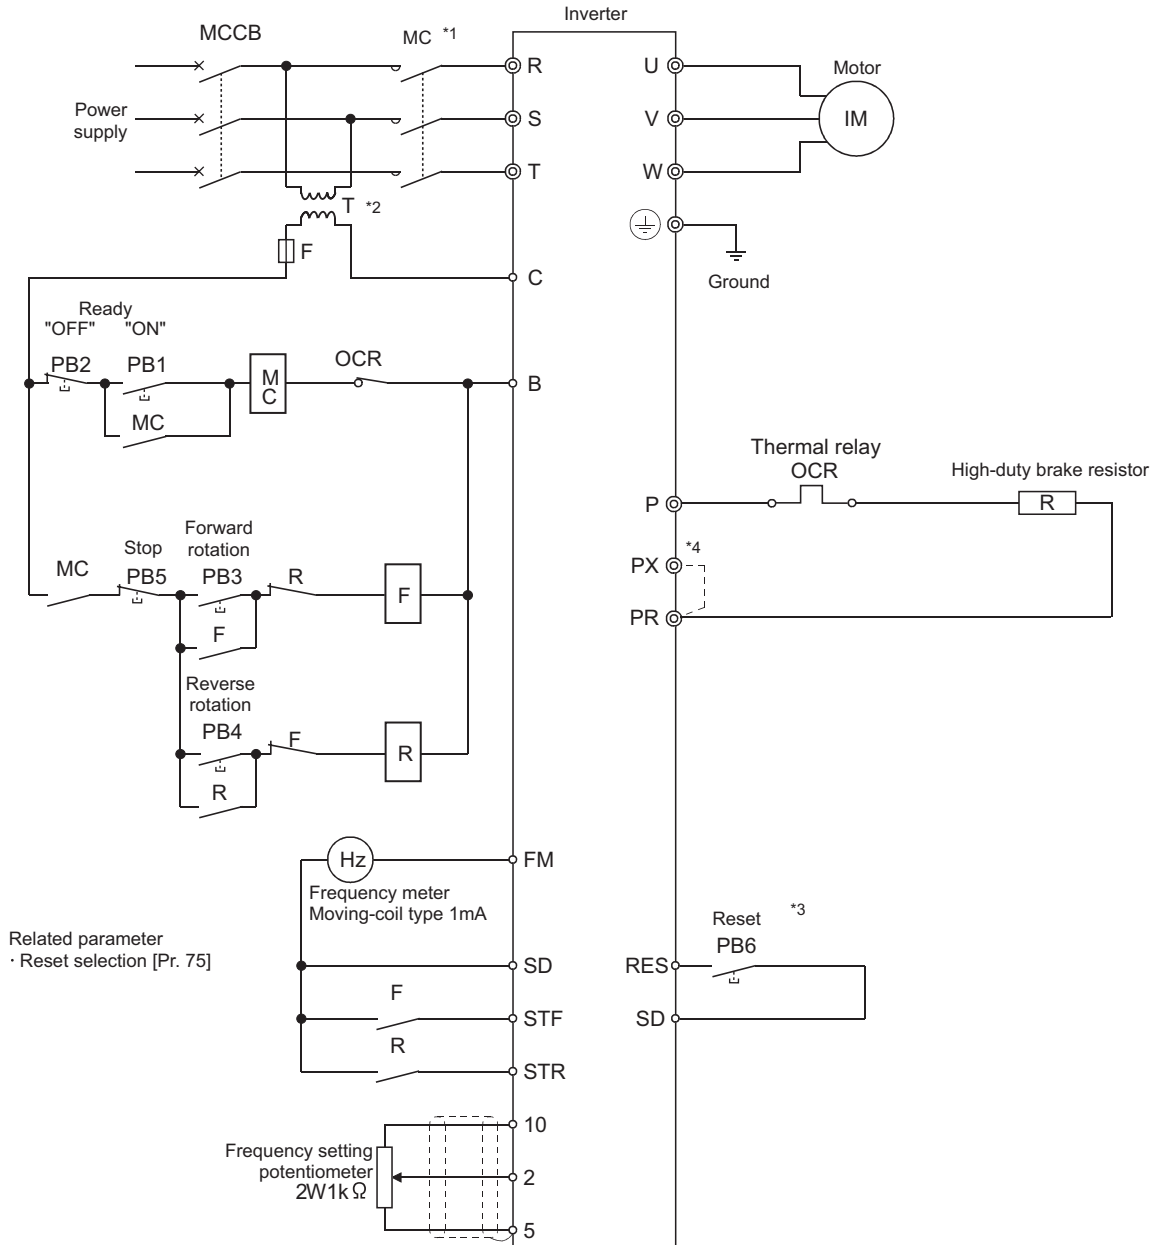 Inverter
MCCB
MC *1
R
U
Motor
Power
supply
S
V
IM
T
W
T *2
F
C
Ground
Ready
"OFF" "ON"
PB2 PB1
OCR
M
C
B
MC
Thermal relay
OCR
High-duty brake resistor
P
R
*4
PX
PR
Forward
rotation
Stop
MC
PB5
PB3
R
F
F
Reverse
rotation
PB4
F
R
R
Hz
FM
Frequency meter
Moving-coil type 1mA
Related parameter
· Reset selection [Pr. 75]
Reset *3
PB6
SD
RES
F
STF
SD
R
STR
10
Frequency setting
potentiometer
2W1kΩ
2
5